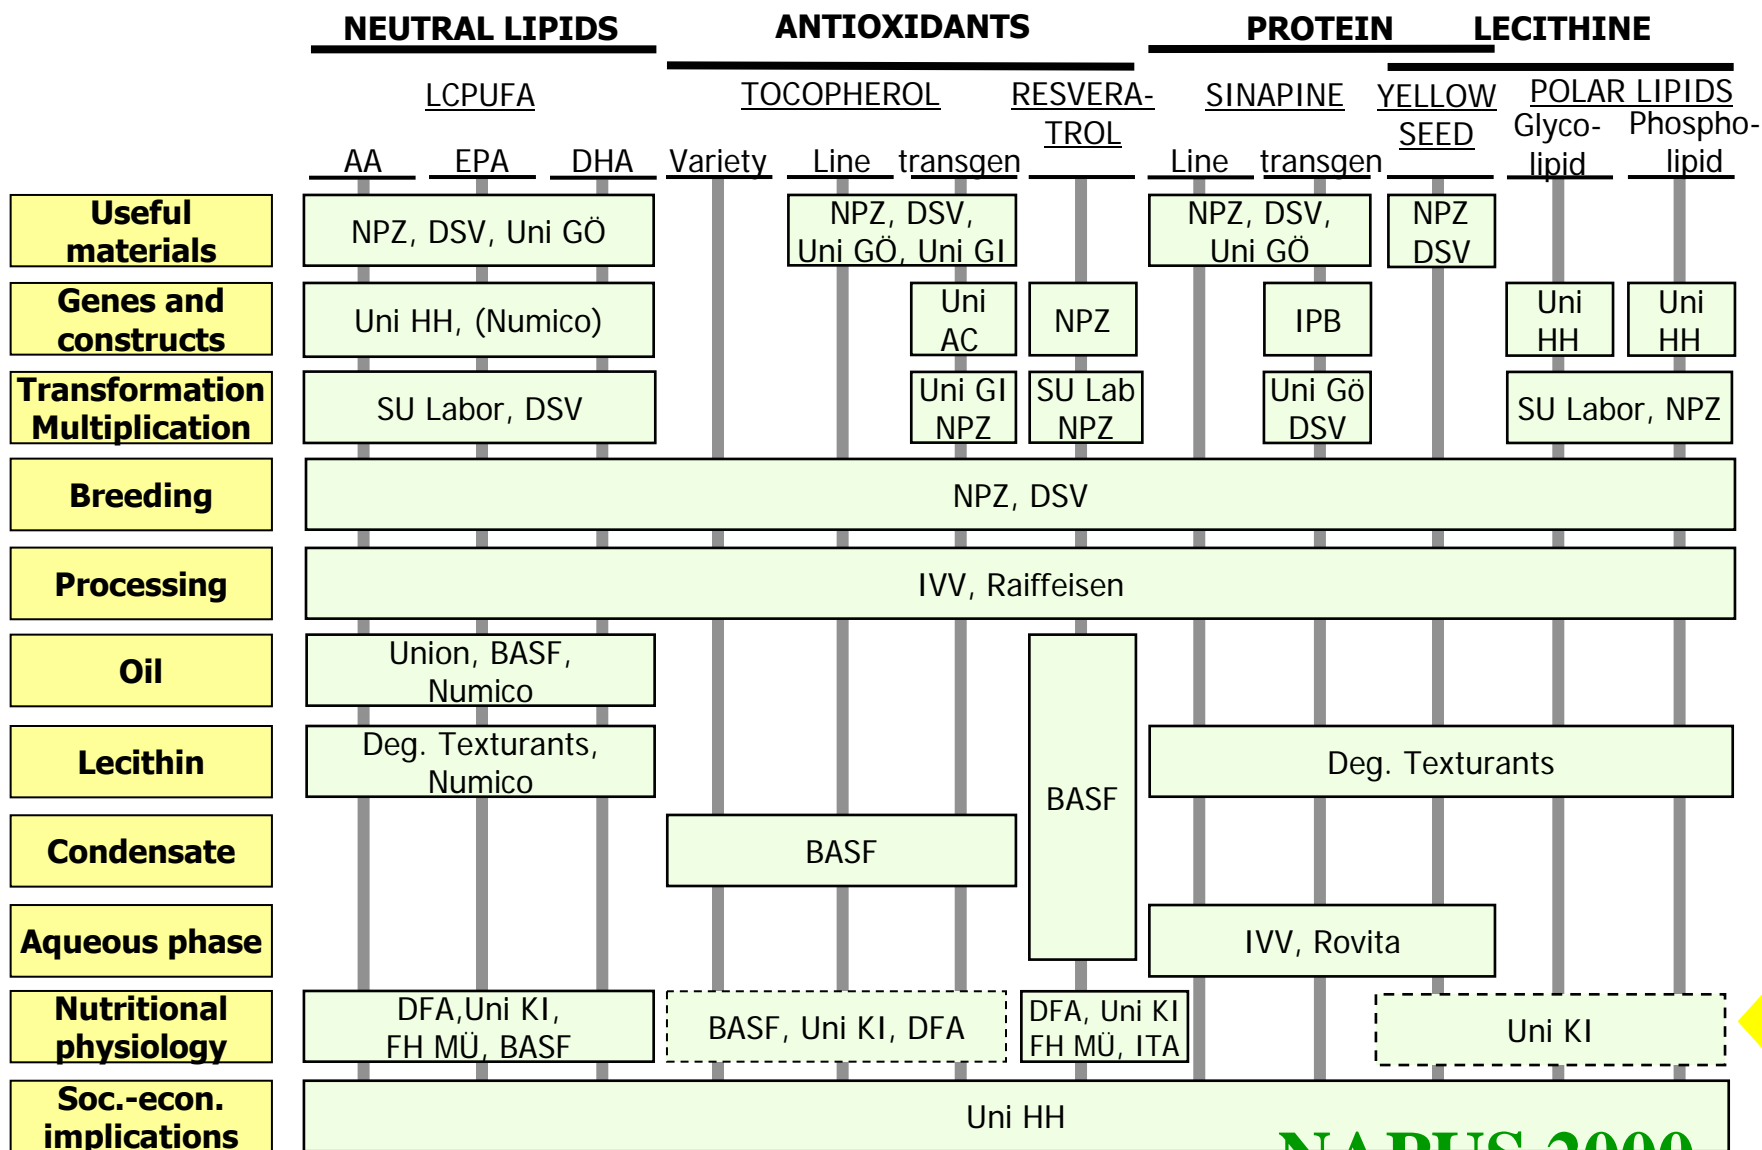 NEUTRAL LIPIDS ANTIOXIDANTS PROTEIN LECITHINE
LCPUFA TOCOPHEROL RESVERA-
TROL SINAPINE YELLOW
SEED POLAR LIPIDS
AA EPA DHA Variety Line transgen Line transgen Glyco-
lipid Phospho-
lipid
Useful
materials
NPZ, DSV, Uni GÖ
NPZ, DSV,
Uni GÖ, Uni GI
NPZ, DSV,
Uni GÖ
NPZ
DSV
Genes and
constructs
Uni HH, (Numico)
Uni
AC
NPZ
IPB
Uni
HH
Uni
HH
Transformation
Multiplication
SU Labor, DSV
Uni GI
NPZ
SU Lab
NPZ
Uni Gö
DSV
SU Labor, NPZ
Breeding
NPZ, DSV
Processing
IVV, Raiffeisen
Oil
Union, BASF,
Numico
BASF
Lecithin
Deg. Texturants,
Numico
Deg. Texturants
Condensate
BASF
Aqueous phase
IVV, Rovita
Nutritional
physiology
DFA,Uni KI,
FH MÜ, BASF
BASF, Uni KI, DFA
DFA, Uni KI
FH MÜ, ITA
Uni KI
Soc.-econ.
implications
Uni HH
NAPUS 2000